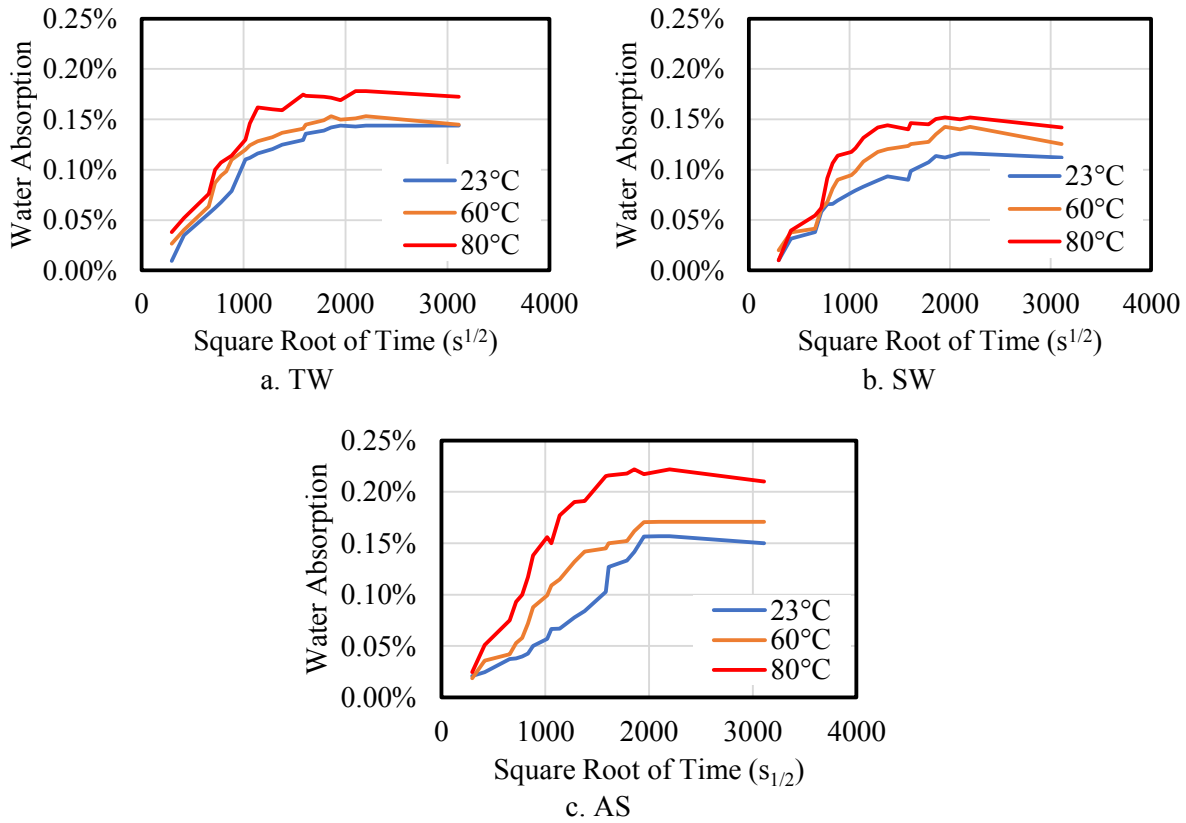 0.25%
0.20%
0.15%
0.10%
0.05%
0.00%
Water Absorption
23°C
60°C
80°C
0 1000 2000 3000 4000
Square Root of Time (s1/2)
a. TW
0.25%
0.20%
0.15%
0.10%
0.05%
0.00%
Water Absorption
23°C
60°C
80°C
0 1000 2000 3000 4000
Square Root of Time (s1/2)
b. SW
0.25%
0.20%
0.15%
0.10%
0.05%
0.00%
Water Absorption
23°C
60°C
80°C
0 1000 2000 3000 4000
Square Root of Time (s1/2)
c. AS